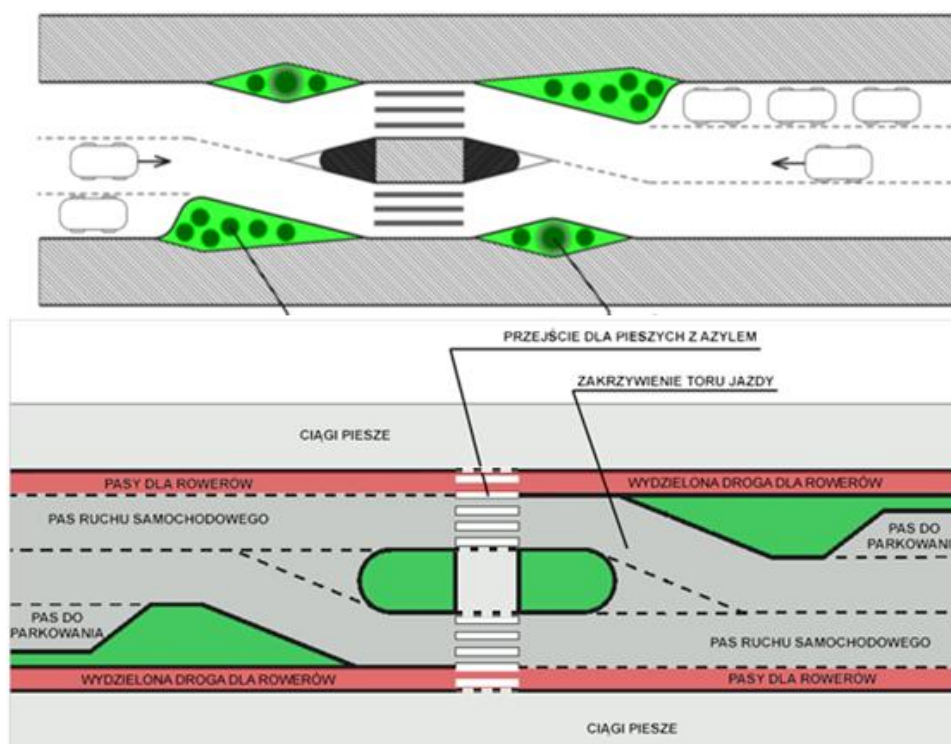 PRZEJŚCIE DLA PIESZYCH Z AZYLEM
ZAKRZYWIENIE TORU JAZDY
CIĄGI PIESZE
PASY DLA ROWERÓW
WYDZIELONA DROGA DLA ROWERÓW
PAS RUCHU SAMOCHODOWEGO
PAS DO
PARKOWANIA
PAS DO
PARKOWANIA
PAS RUCHU SAMOCHODOWEGO
WYDZIELONA DROGA DLA ROWERÓW
PASY DLA ROWERÓW
CIĄGI PIESZE